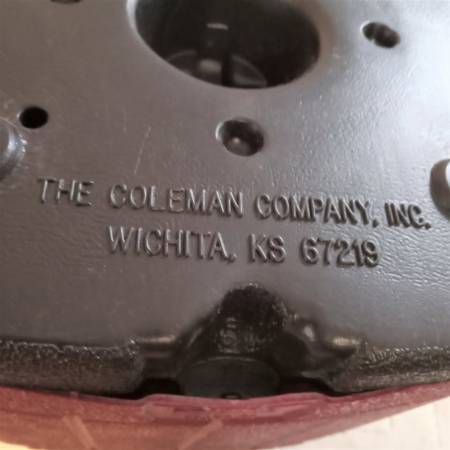 THE COLEMAN COMPANY, INC.
WICHITA, KS 67219